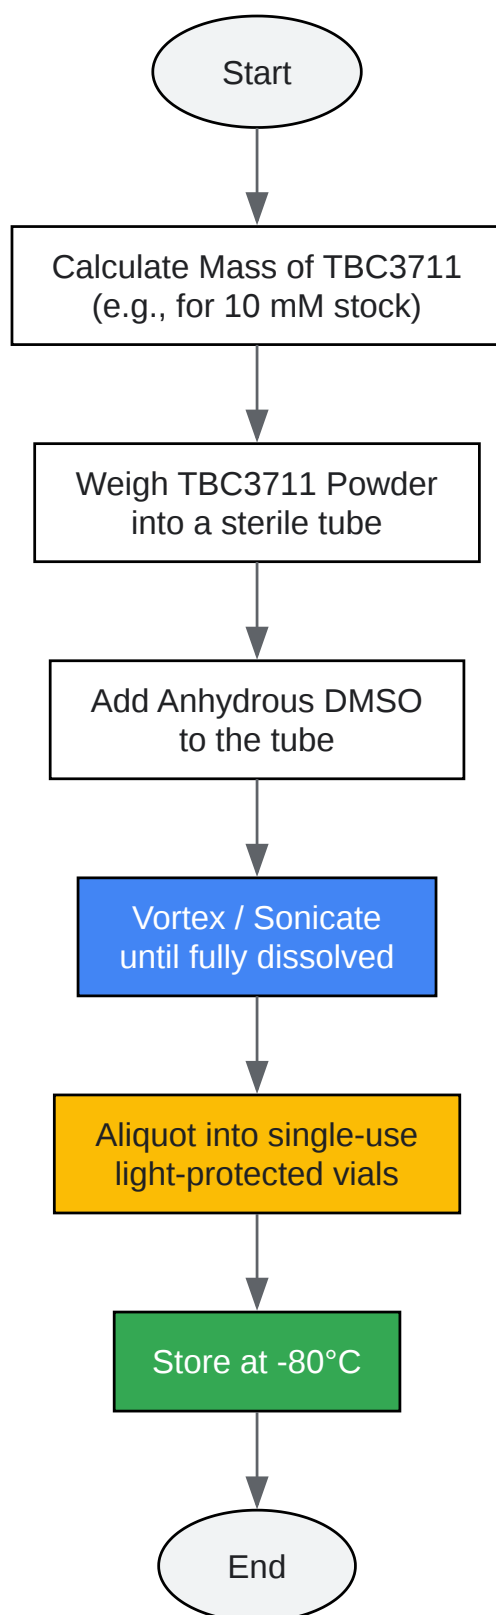 Start
Calculate Mass of TBC3711
(e.g., for 10 mM stock)
Weigh TBC3711 Powder
into a sterile tube
Add Anhydrous DMSO
to the tube
Vortex / Sonicate
until fully dissolved
Aliquot into single-use
light-protected vials
Store at -80°C
End